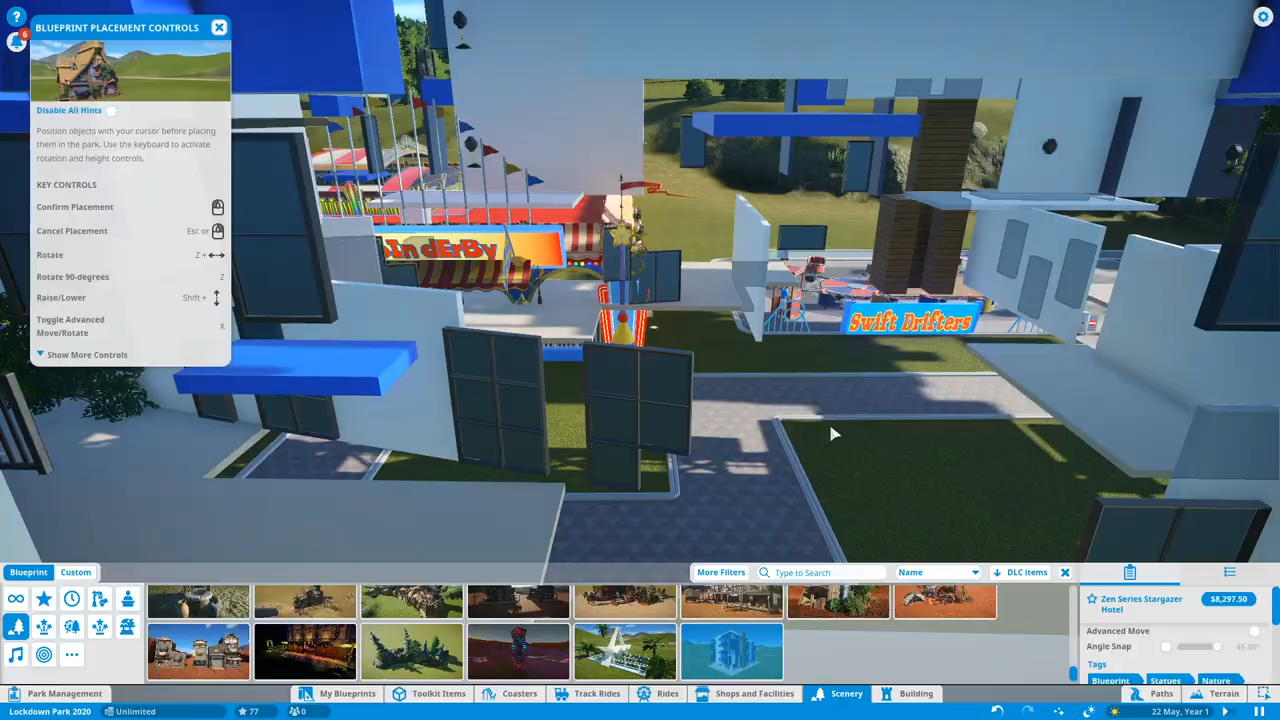 ?
6
BLUEPRINT PLACEMENT CONTROLS
Disable All Hints
Position objects with your cursor before placing
them in the park. Use the keyboard to activate
rotation and height controls.
KEY CONTROLS
Confirm Placement
Cancel Placement Esc or
Rotate Z +
Rotate 90-degrees Z
Raise/Lower Shift +
Toggle Advanced
Move/Rotate X
Show More Controls
Swift Drifters
Blueprint Custom
More Filters Type to Search Name DLC items
Zen Series Stargazer
Hotel
$8,297.50
Advanced Move
Angle Snap 45.00°
Tags
Blueprint Statues Nature
Park Management My Blueprints Toolkit Items Coasters Track Rides Rides Shops and Facilities Scenery Building Paths Terrain
Lockdown Park 2020 Unlimited 77 0 22 May, Year 1